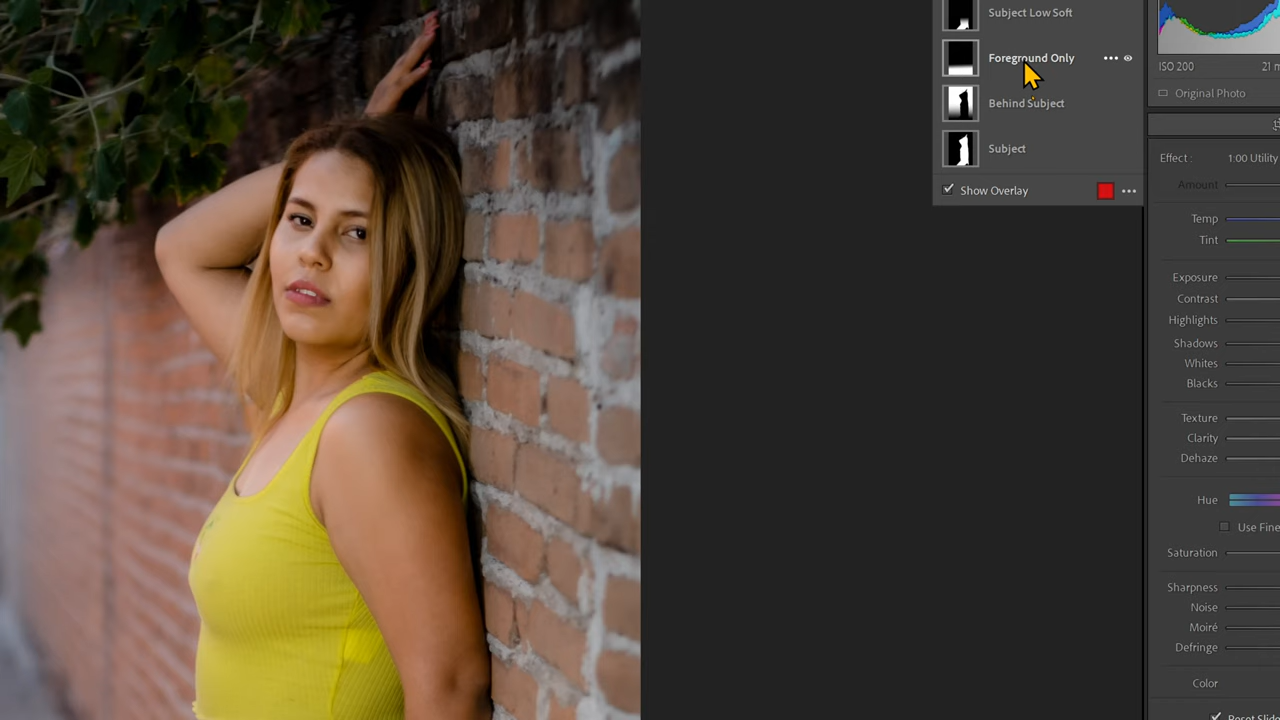 Subject Low Soft
Foreground Only
Behind Subject
Subject
Show Overlay
ISO 200
21 m
Original Photo
Effect :
1:00 Utility
Amount
Temp
Tint
Exposure
Contrast
Highlights
Shadows
Whites
Blacks
Texture
Clarity
Dehaze
Hue
Use Fine
Saturation
Sharpness
Noise
Moiré
Defringe
Color
Reset Slid